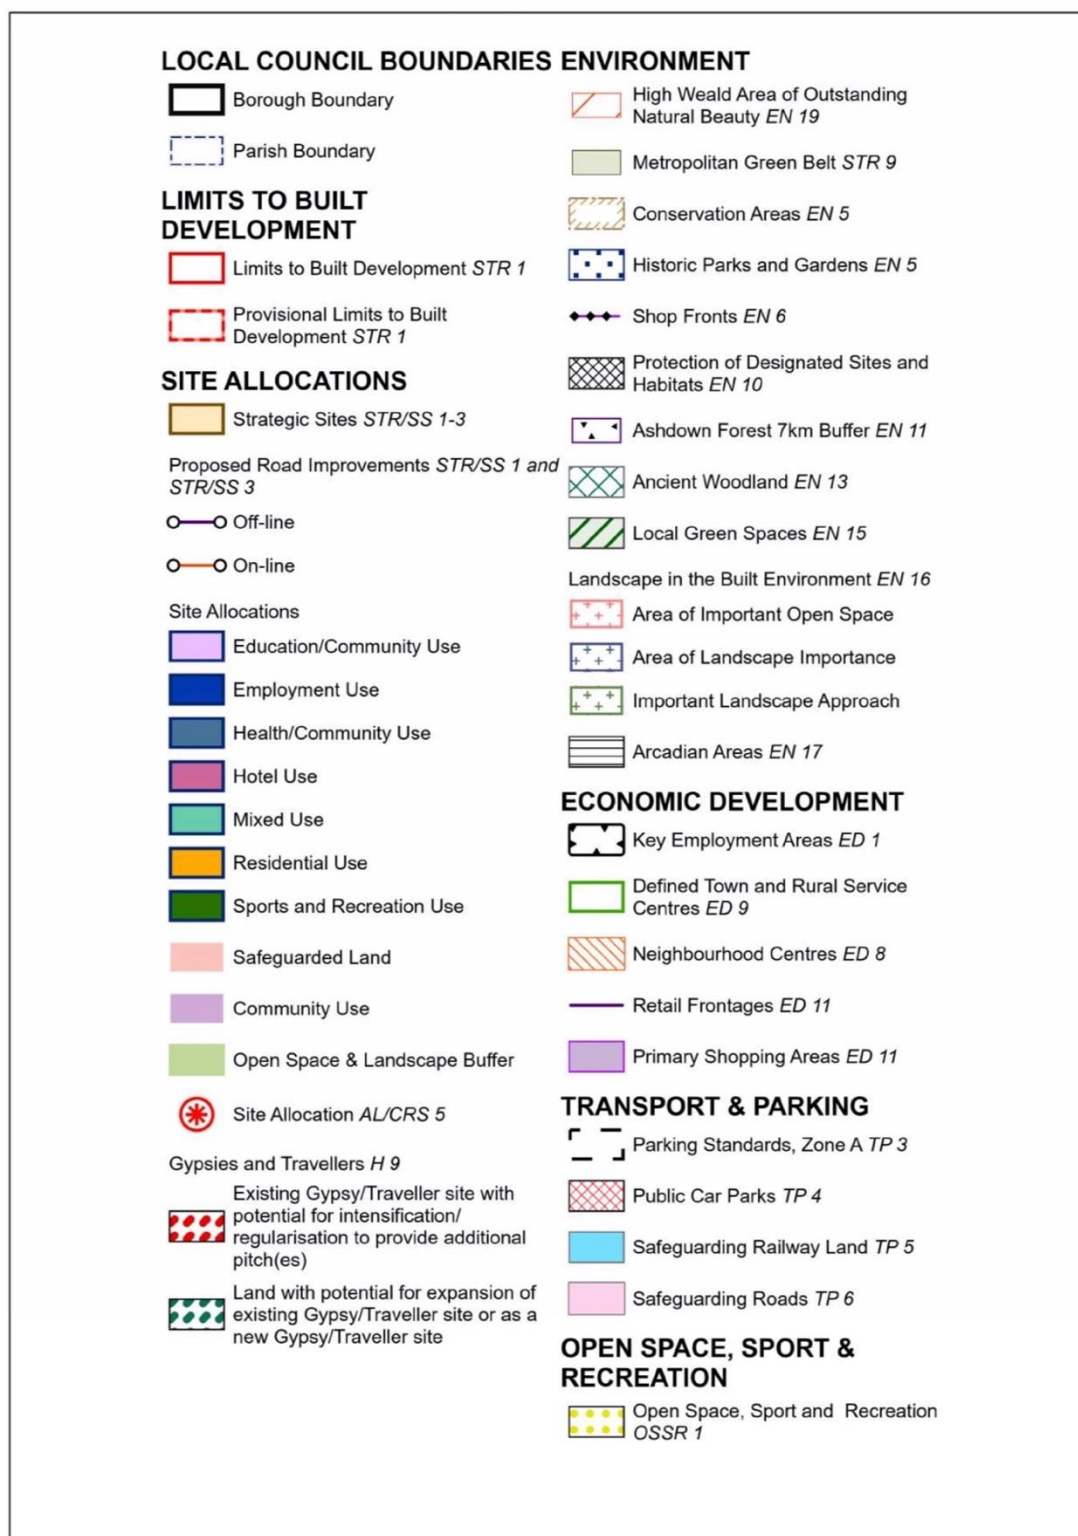 LOCAL COUNCIL BOUNDARIES
Borough Boundary
Parish Boundary
LIMITS TO BUILT
DEVELOPMENT
Limits to Built Development STR 1
Provisional Limits to Built
Development STR 1
SITE ALLOCATIONS
Strategic Sites STR/SS 1-3
Proposed Road Improvements STR/SS 1 and
STR/SS 3
Off-line
On-line
Site Allocations
Education/Community Use
Employment Use
Health/Community Use
Hotel Use
Mixed Use
Residential Use
Sports and Recreation Use
Safeguarded Land
Community Use
Open Space & Landscape Buffer
Site Allocation AL/CRS 5
Gypsies and Travellers H 9
Existing Gypsy/Traveller site with
potential for intensification/
regularisation to provide additional
pitch(es)
Land with potential for expansion of
existing Gypsy/Traveller site or as a
new Gypsy/Traveller site
ENVIRONMENT
High Weald Area of Outstanding
Natural Beauty EN 19
Metropolitan Green Belt STR 9
Conservation Areas EN 5
Historic Parks and Gardens EN 5
Shop Fronts EN 6
Protection of Designated Sites and
Habitats EN 10
Ashdown Forest 7km Buffer EN 11
Ancient Woodland EN 13
Local Green Spaces EN 15
Landscape in the Built Environment EN 16
Area of Important Open Space
Area of Landscape Importance
Important Landscape Approach
Arcadian Areas EN 17
ECONOMIC DEVELOPMENT
Key Employment Areas ED 1
Defined Town and Rural Service
Centres ED 9
Neighbourhood Centres ED 8
Retail Frontages ED 11
Primary Shopping Areas ED 11
TRANSPORT & PARKING
Parking Standards, Zone A TP 3
Public Car Parks TP 4
Safeguarding Railway Land TP 5
Safeguarding Roads TP 6
OPEN SPACE, SPORT &
RECREATION
Open Space, Sport and Recreation
OSSR 1